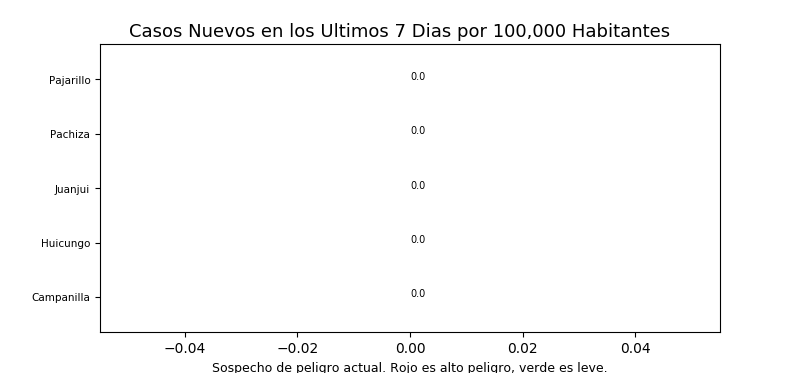 Casos Nuevos en los Ultimos 7 Dias por 100,000 Habitantes
Pajarillo 0.0
Pachiza 0.0
Juanjui 0.0
Huicungo 0.0
Campanilla 0.0
−0.04 −0.02 0.00 0.02 0.04
Sospecho de peligro actual. Rojo es alto peligro, verde es leve.